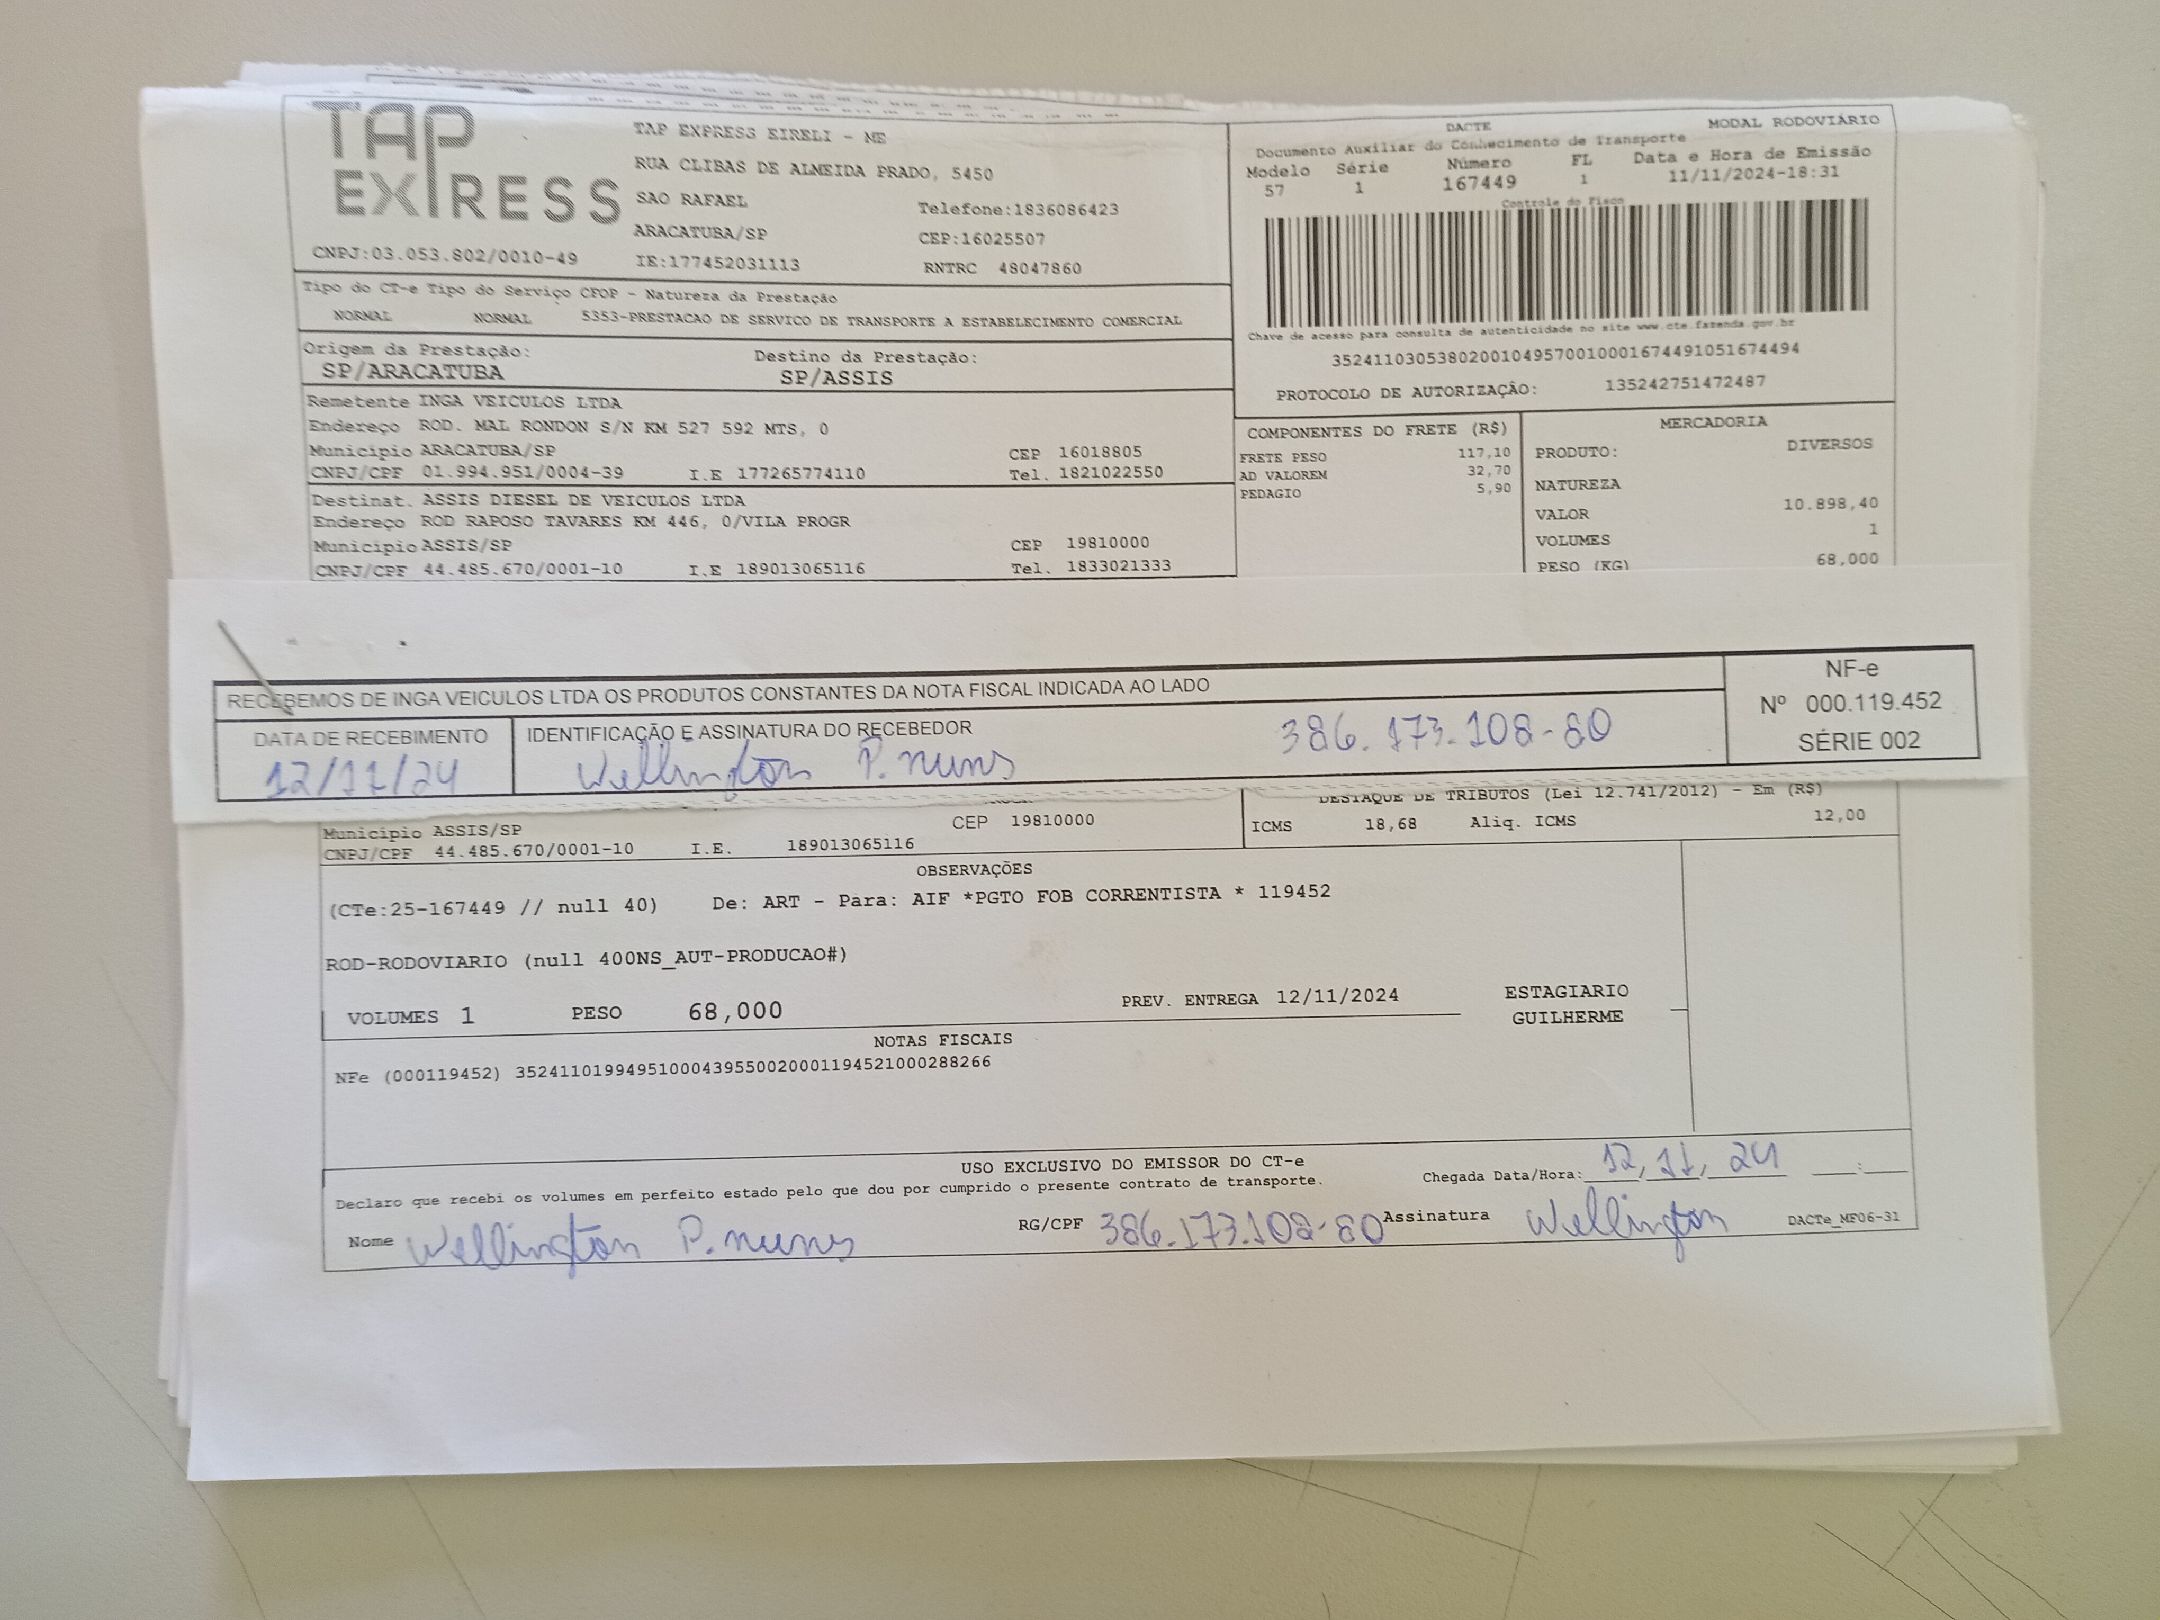 TAP EXPRESS
TAP EXPRESS EIRELI - ME
RUA CLIBAS DE ALMEIDA PRADO, 5450
SAO RAFAEL Telefone:1836086423
ARACATUBA/SP CEP:16025507
CNPJ:03.053.802/0010-49 IE:177452031113 RNTRC 48047860
DACTE MODAL RODOVIÁRIO
Documento Auxiliar do Conhecimento de Transporte
Modelo Série Número FL Data e Hora de Emissão
57 1 167449 1 11/11/2024-18:31
Controle do Fisco
Chave de acesso para consulta de autenticidade no site www.cte.fazenda.gov.br
35241103053802001049570010001674491051674494
PROTOCOLO DE AUTORIZAÇÃO: 135242751472487
Tipo do CT-e Tipo do Serviço CFOP - Natureza da Prestação
NORMAL NORMAL 5353-PRESTACAO DE SERVICO DE TRANSPORTE A ESTABELECIMENTO COMERCIAL
Origem da Prestação: Destino da Prestação:
SP/ARACATUBA SP/ASSIS
Remetente INGA VEICULOS LTDA
Endereço ROD. MAL RONDON S/N KM 527 592 MTS, 0
Município ARACATUBA/SP CEP 16018805
CNPJ/CPF 01.994.951/0004-39 I.E 177265774110 Tel. 1821022550
Destinat. ASSIS DIESEL DE VEICULOS LTDA
Endereço ROD RAPOSO TAVARES KM 446, 0/VILA PROGR
Município ASSIS/SP CEP 19810000
CNPJ/CPF 44.485.670/0001-10 I.E 189013065116 Tel. 1833021333
COMPONENTES DO FRETE (R$)
FRETE PESO 117,10
AD VALOREM 32,70
PEDAGIO 5,90
MERCADORIA
PRODUTO: DIVERSOS
NATUREZA
VALOR 10.898,40
VOLUMES 1
PESO (KG) 68,000
RECEBEMOS DE INGA VEICULOS LTDA OS PRODUTOS CONSTANTES DA NOTA FISCAL INDICADA AO LADO
NF-e
Nº 000.119.452
SÉRIE 002
DATA DE RECEBIMENTO IDENTIFICAÇÃO E ASSINATURA DO RECEBEDOR
12/11/24 Wellington P. nunes 386.173.108-80
DESTAQUE DE TRIBUTOS (Lei 12.741/2012) - Em (R$)
ICMS 18,68 Aliq. ICMS 12,00
Município ASSIS/SP CEP 19810000
CNPJ/CPF 44.485.670/0001-10 I.E. 189013065116
OBSERVAÇÕES
(CTe:25-167449 // null 40) De: ART - Para: AIF *PGTO FOB CORRENTISTA * 119452
ROD-RODOVIARIO (null 400NS_AUT-PRODUCAO#)
VOLUMES 1 PESO 68,000 PREV. ENTREGA 12/11/2024 ESTAGIARIO
GUILHERME
NOTAS FISCAIS
NFe (000119452) 35241101994951000439550020001194521000288266
USO EXCLUSIVO DO EMISSOR DO CT-e
Declaro que recebi os volumes em perfeito estado pelo que dou por cumprido o presente contrato de transporte.
Chegada Data/Hora: 12, 11, 24 ____:____
Nome Wellington P. nunes RG/CPF 386.173.108-80 Assinatura Wellington DACTe_MF06-31